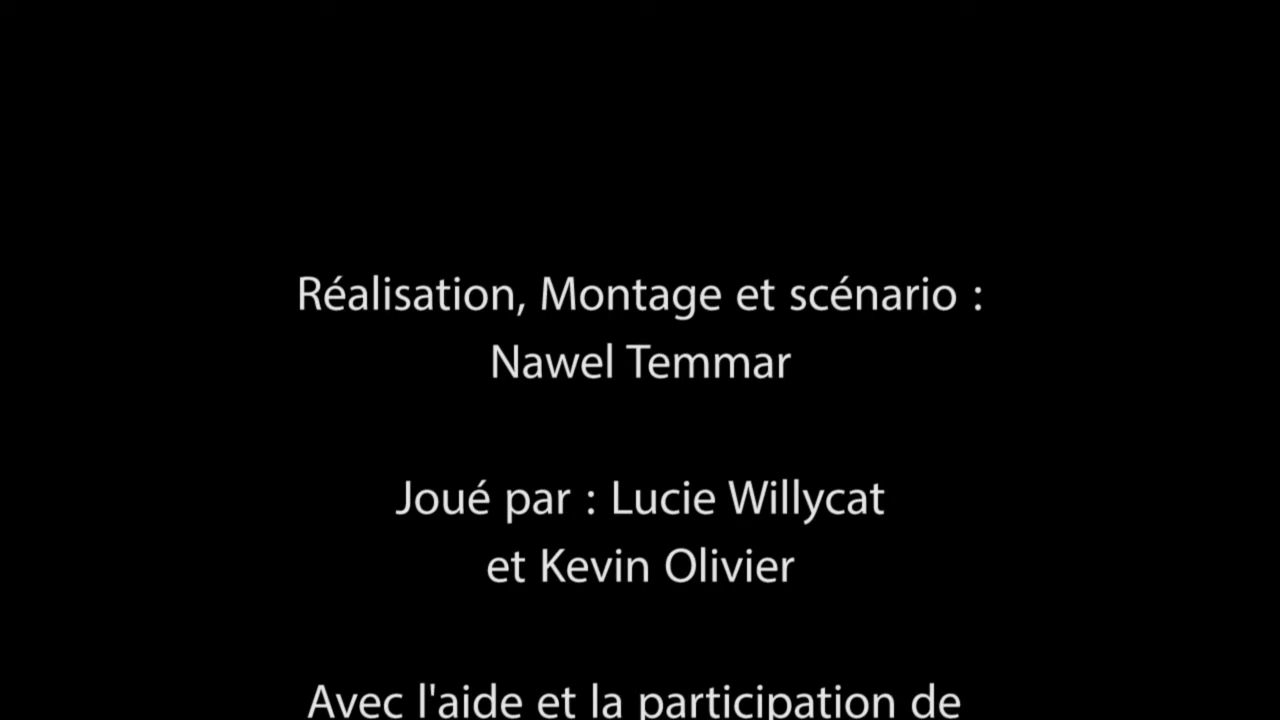 Réalisation, Montage et scénario :
Nawel Temmar
Joué par : Lucie Willycat
et Kevin Olivier
Avec l'aide et la participation de